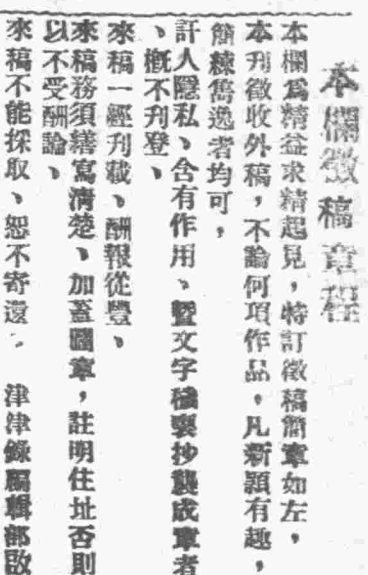 本欄徵稿章程
本欄爲精益求精起見，特訂徵稿簡章如左，
本刊徵收外稿，不論何項作品，凡新穎有趣，
簡練雋逸者均可，
訐人隱私、含有作用、暨文字穢褻抄襲成章者
、概不刊登、
來稿一經刊載、酬報從豐、
來稿務須繕寫清楚、加蓋圖章，註明住址否則
以不受酬論、
來稿不能採取、恕不寄還、　津津錄編輯部啟